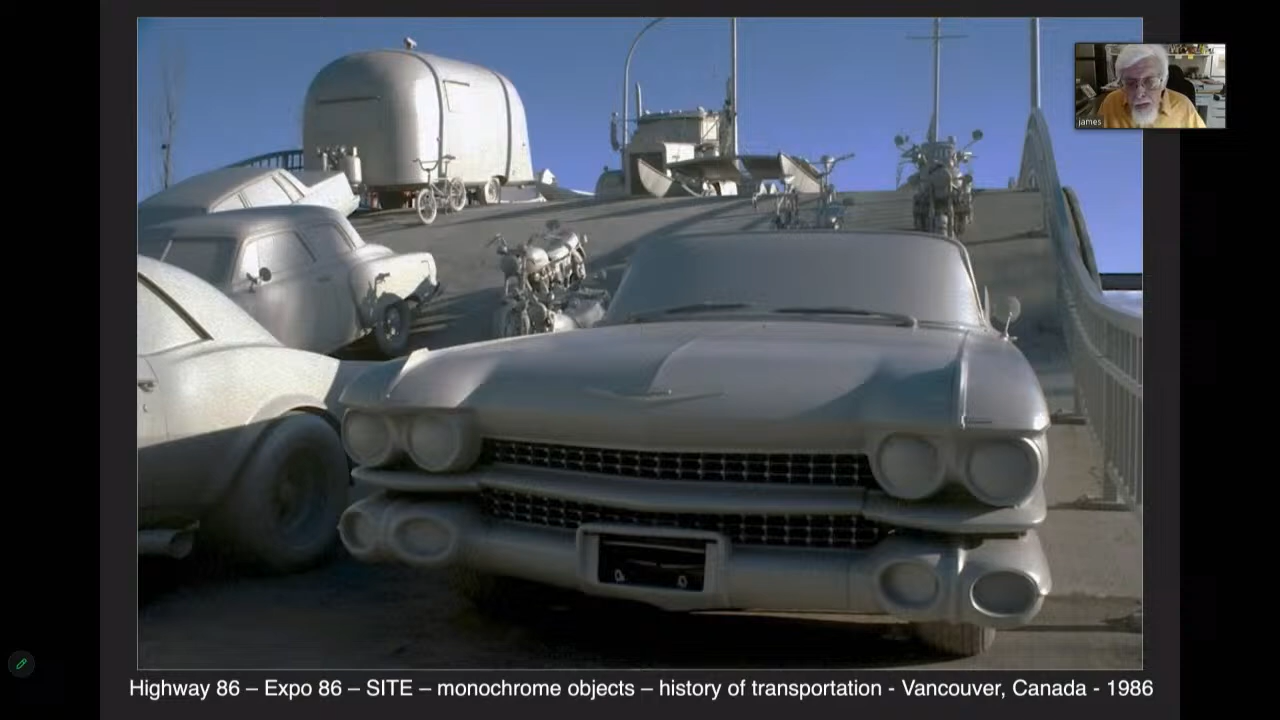 james
Highway 86 – Expo 86 – SITE – monochrome objects – history of transportation - Vancouver, Canada - 1986